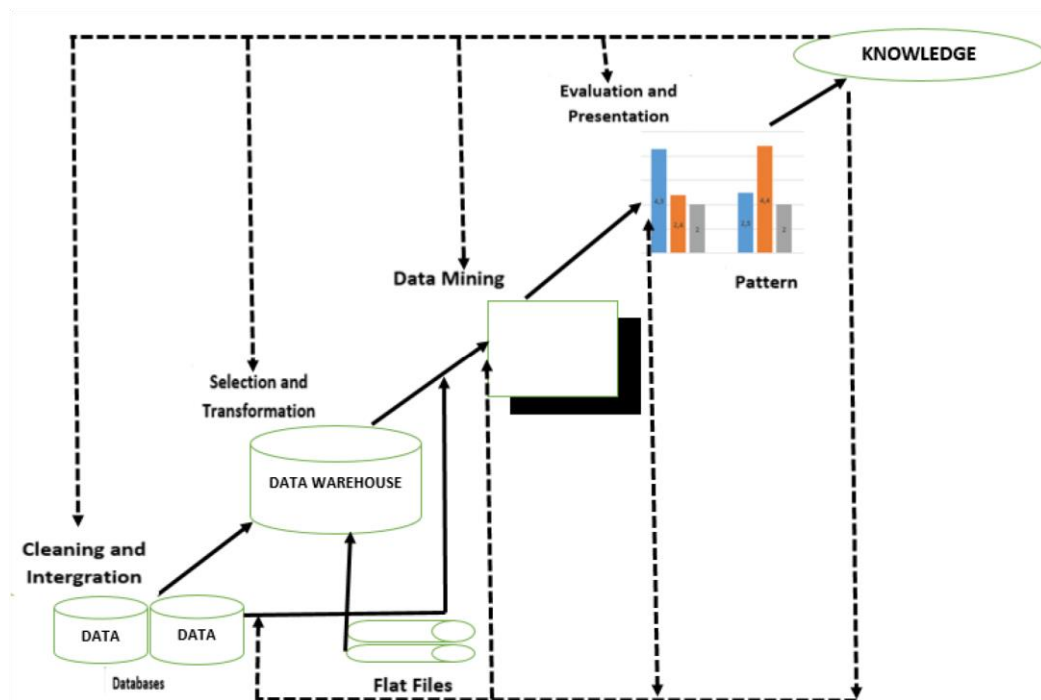 KNOWLEDGE
Evaluation and
Presentation
4,3
2,4
2
2,5
4,4
2
Pattern
Data Mining
Selection and
Transformation
DATA WAREHOUSE
Cleaning and
Intergration
DATA
DATA
Databases
Flat Files